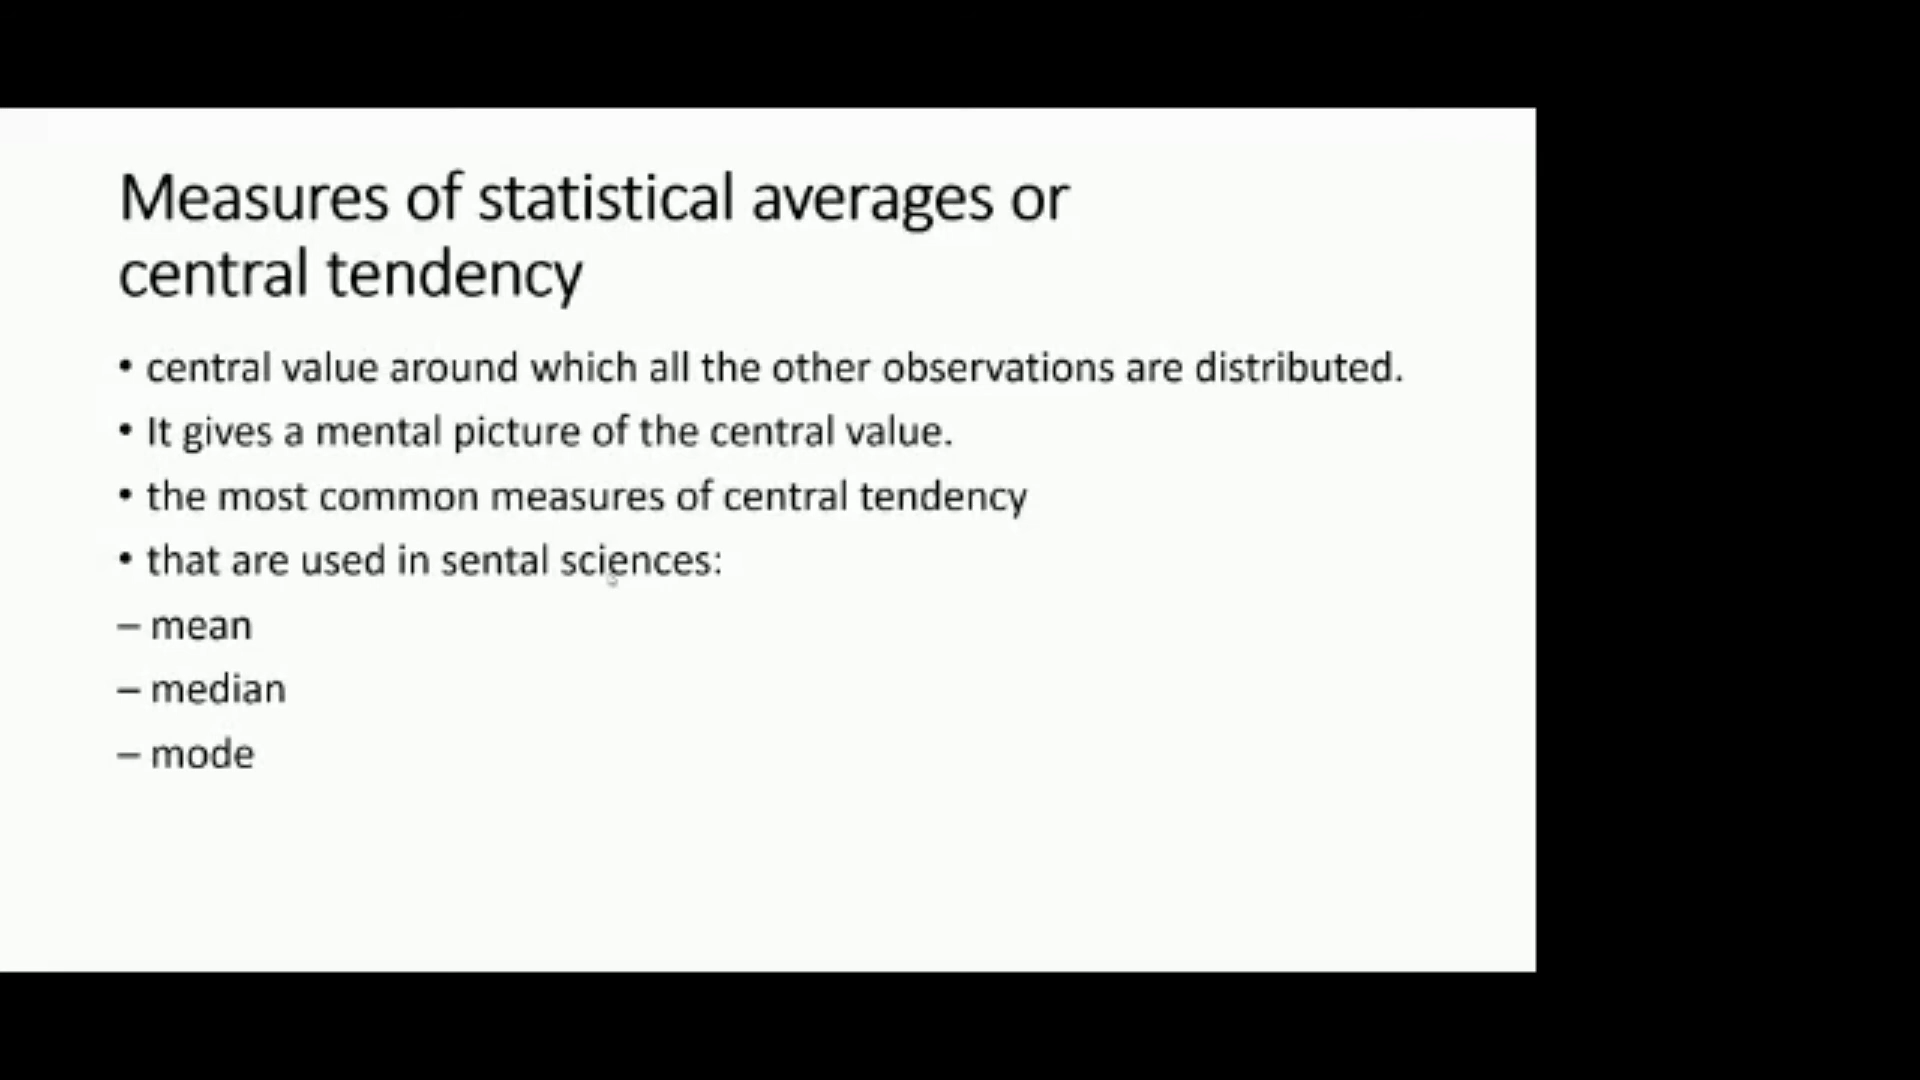 Measures of statistical averages or
central tendency
• central value around which all the other observations are distributed.
• It gives a mental picture of the central value.
• the most common measures of central tendency
• that are used in sental sciences:
– mean
– median
– mode